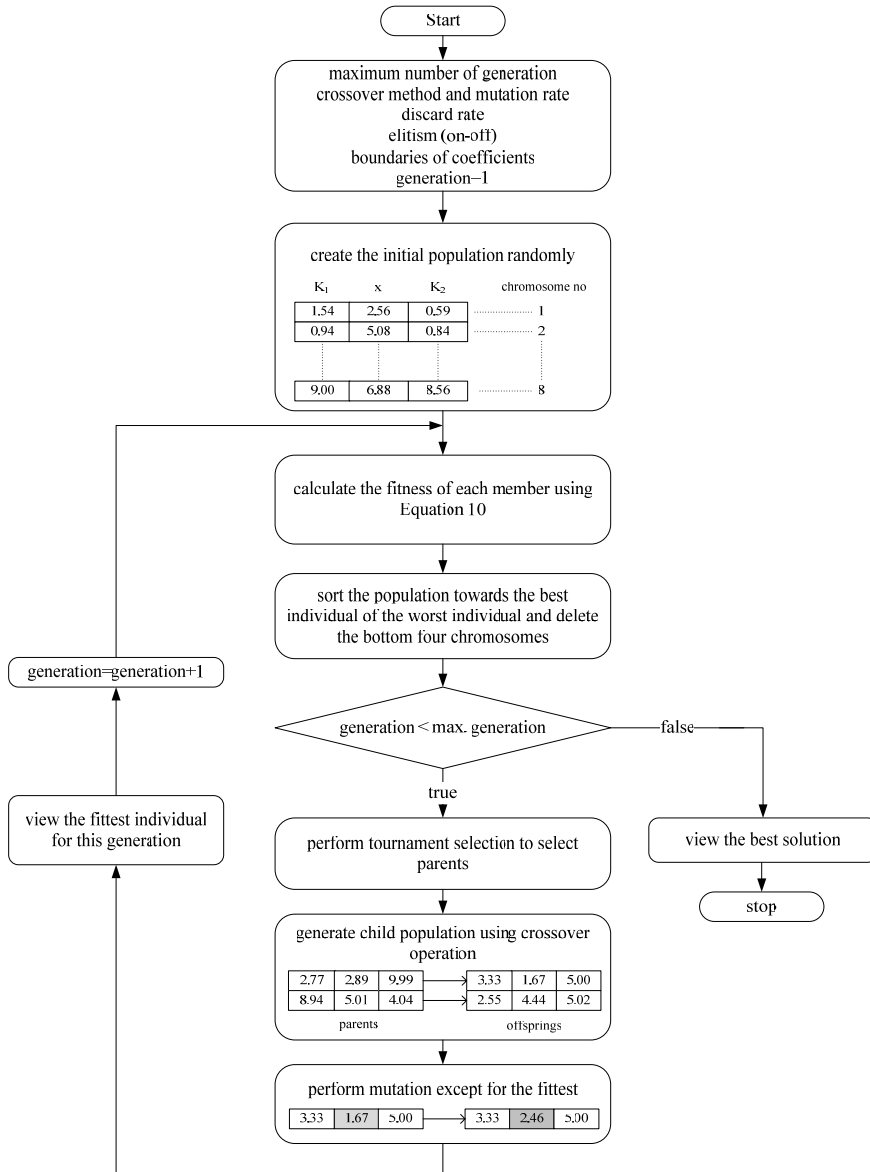 Start
maximum number of generation
crossover method and mutation rate
discard rate
elitism (on-off)
boundaries of coefficients
generation=1
create the initial population randomly
K₁ x K₂ chromosome no
1.54 2.56 0.59 1
0.94 5.08 0.84 2
9.00 6.88 8.56 8
calculate the fitness of each member using
Equation 10
sort the population towards the best
individual of the worst individual and delete
the bottom four chromosomes
generation=generation+1
generation < max. generation
false
true
view the fittest individual
for this generation
perform tournament selection to select
parents
view the best solution
stop
generate child population using crossover
operation
2.77 2.89 9.99 3.33 1.67 5.00
8.94 5.01 4.04 2.55 4.44 5.02
parents offsprings
perform mutation except for the fittest
3.33 1.67 5.00 3.33 2.46 5.00